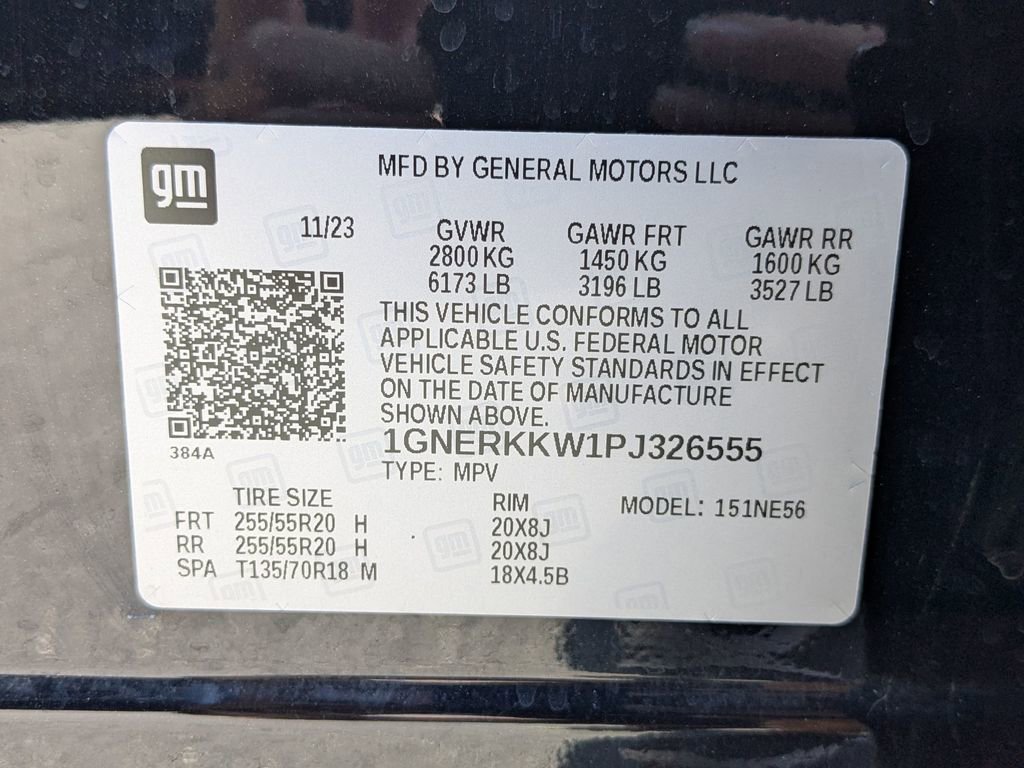 gm
MFD BY GENERAL MOTORS LLC
11/23
GVWR GAWR FRT GAWR RR
2800 KG 1450 KG 1600 KG
6173 LB 3196 LB 3527 LB
THIS VEHICLE CONFORMS TO ALL
APPLICABLE U.S. FEDERAL MOTOR
VEHICLE SAFETY STANDARDS IN EFFECT
ON THE DATE OF MANUFACTURE
SHOWN ABOVE.
384A
1GNERKKW1PJ326555
TYPE: MPV
TIRE SIZE RIM MODEL: 151NE56
FRT 255/55R20 H 20X8J
RR 255/55R20 H 20X8J
SPA T135/70R18 M 18X4.5B